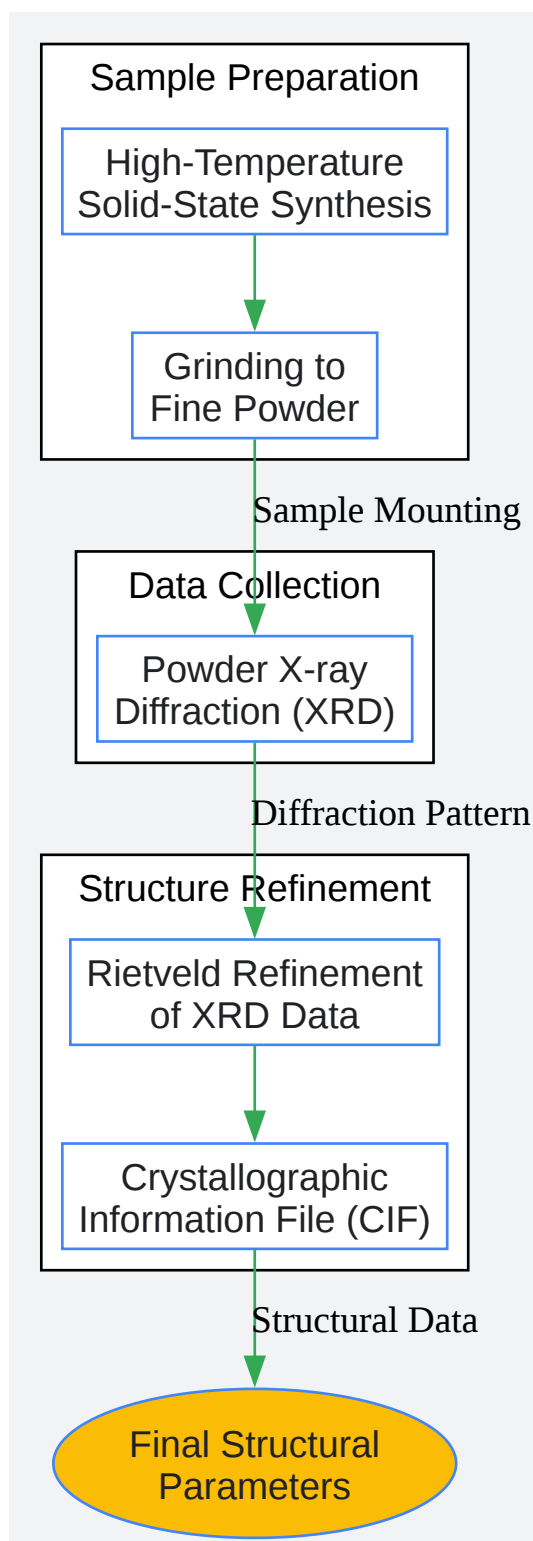 Sample Preparation
High-Temperature
Solid-State Synthesis
Grinding to
Fine Powder
Sample Mounting
Data Collection
Powder X-ray
Diffraction (XRD)
Diffraction Pattern
Structure Refinement
Rietveld Refinement
of XRD Data
Crystallographic
Information File (CIF)
Structural Data
Final Structural
Parameters